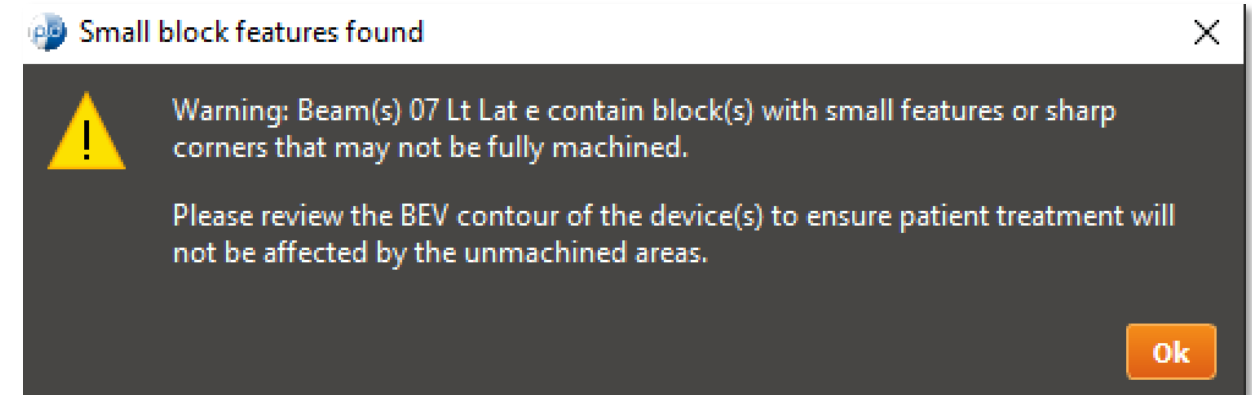 Small block features found
Warning: Beam(s) 07 Lt Lat e contain block(s) with small features or sharp
corners that may not be fully machined.
Please review the BEV contour of the device(s) to ensure patient treatment will
not be affected by the unmachined areas.
Ok